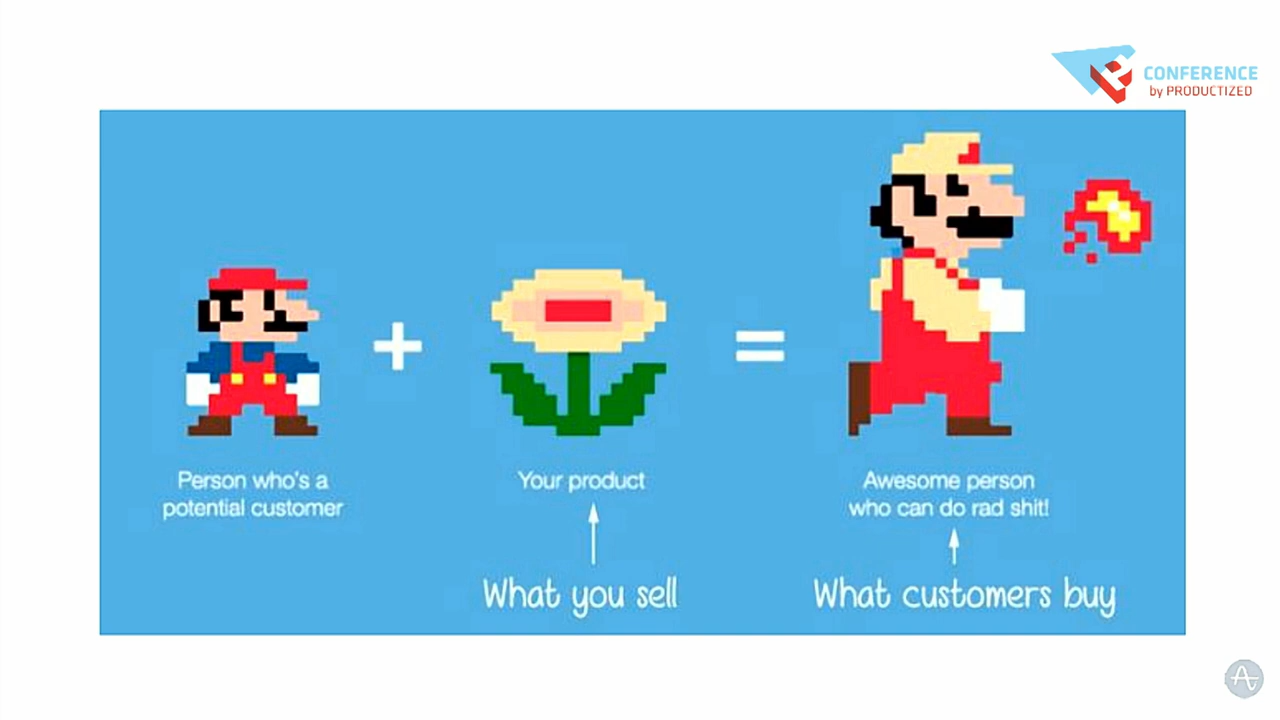 CONFERENCE
by PRODUCTIZED
+
=
Person who's a
potential customer
Your product
Awesome person
who can do rad shit!
What you sell
What customers buy